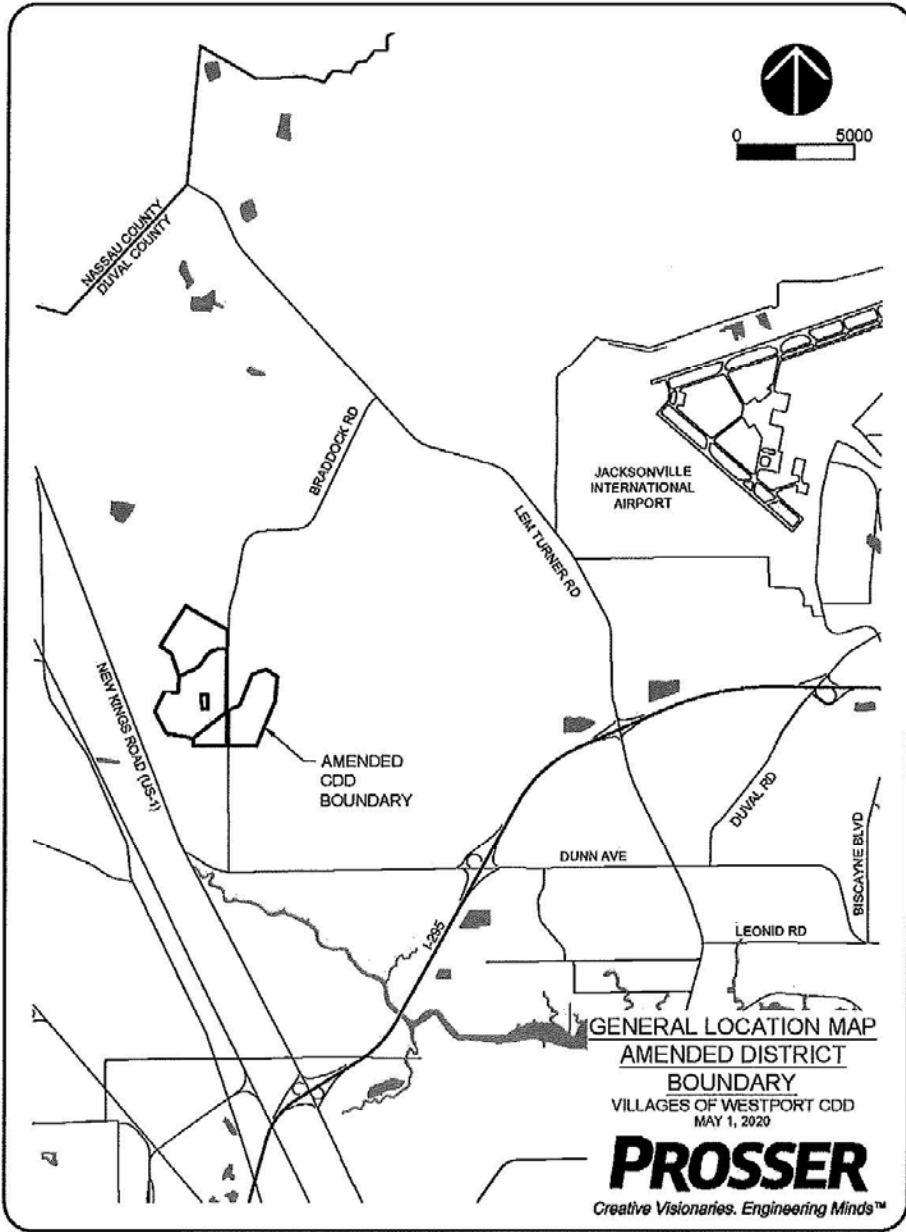 0 5000
NASSAU COUNTY
DUVAL COUNTY
BRADDOCK RD
JACKSONVILLE
INTERNATIONAL
AIRPORT
LEM TURNER RD
NEW KINGS ROAD (US-1)
AMENDED
CDD
BOUNDARY
DUVAL RD
BISCAYNE BLVD
DUNN AVE
I-295
LEONID RD
GENERAL LOCATION MAP
AMENDED DISTRICT
BOUNDARY
VILLAGES OF WESTPORT CDD
MAY 1, 2020
PROSSER
Creative Visionaries. Engineering Minds™